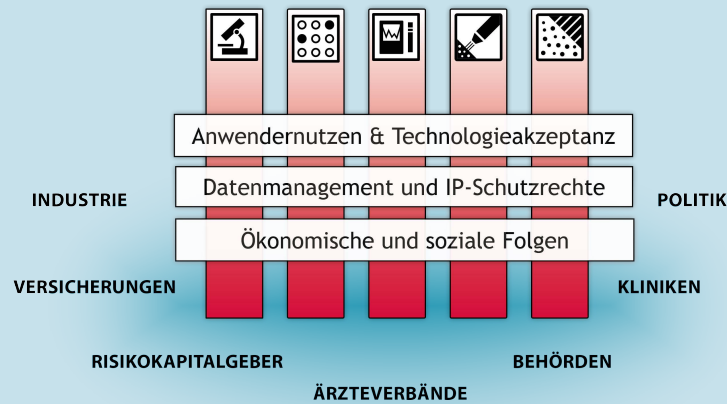 Anwendernutzen & Technologieakzeptanz
Datenmanagement und IP-Schutzrechte
INDUSTRIE
POLITIK
Ökonomische und soziale Folgen
VERSICHERUNGEN
KLINIKEN
RISIKOKAPITALGEBER
BEHÖRDEN
ÄRZTEVERBÄNDE